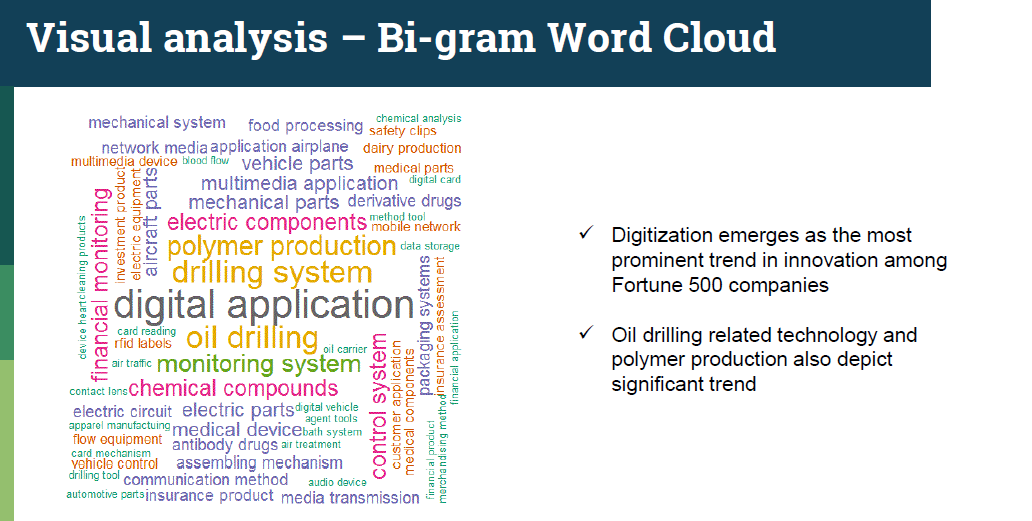 Visual analysis – Bi-gram Word Cloud
chemical analysis
mechanical system
food processing
safety clips
network media
application airplane
dairy production
multimedia device
blood flow
vehicle parts
medical parts
multimedia application
digital card
mechanical parts
derivative drugs
electric components
method tool
mobile network
polymer production
data storage
drilling system
digital application
oil drilling
card reading
rfid labels
oil carrier
air traffic
monitoring system
contact lens
chemical compounds
electric circuit
electric parts
digital vehicle
agent tools
apparel manufactuing
medical device
bath system
flow equipment
antibody drugs
air treatment
card mechanism
vehicle control
assembling mechanism
drilling tool
communication method
audio device
automotive parts
insurance product
media transmission
device heart
cleaning products
financial monitoring
investment product
electric equipment
aircraft parts
control system
customer application
medical components
packaging systems
insurance assessment
financial application
financial product
merchandising method
✓ Digitization emerges as the most
prominent trend in innovation among
Fortune 500 companies
✓ Oil drilling related technology and
polymer production also depict
significant trend